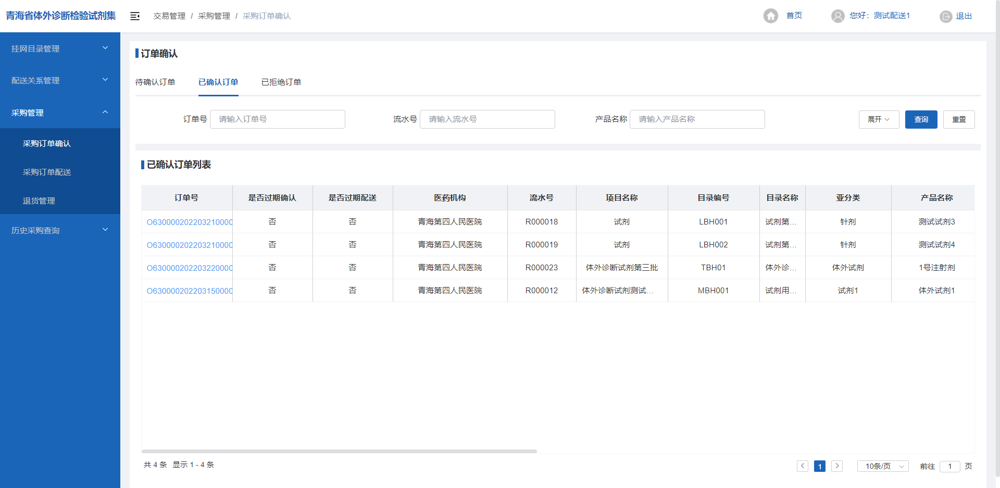 青海省体外诊断检验试剂集
交易管理 / 采购管理 / 采购订单确认
首页
您好：测试配送1
退出
挂网目录管理
配送关系管理
采购管理
采购订单确认
采购订单配送
退货管理
历史采购查询
订单确认
待确认订单 已确认订单 已拒绝订单
订单号 请输入订单号 流水号 请输入流水号 产品名称 请输入产品名称 展开 查询 重置
已确认订单列表
订单号 是否过期确认 是否过期配送 医药机构 流水号 项目名称 目录编号 目录名称 亚分类 产品名称
O630000202203210000 否 否 青海第四人民医院 R000018 试剂 LBH001 试剂第... 针剂 测试试剂3
O630000202203210000 否 否 青海第四人民医院 R000019 试剂 LBH002 试剂第... 针剂 测试试剂4
O630000202203220000 否 否 青海第四人民医院 R000023 体外诊断试剂第三批 TBH01 体外诊... 体外试剂 1号注射剂
O630000202203150000 否 否 青海第四人民医院 R000012 体外诊断试剂测试... MBH001 试剂用... 试剂1 体外试剂1
共 4 条 显示 1 - 4 条
1 10条/页 前往 1 页